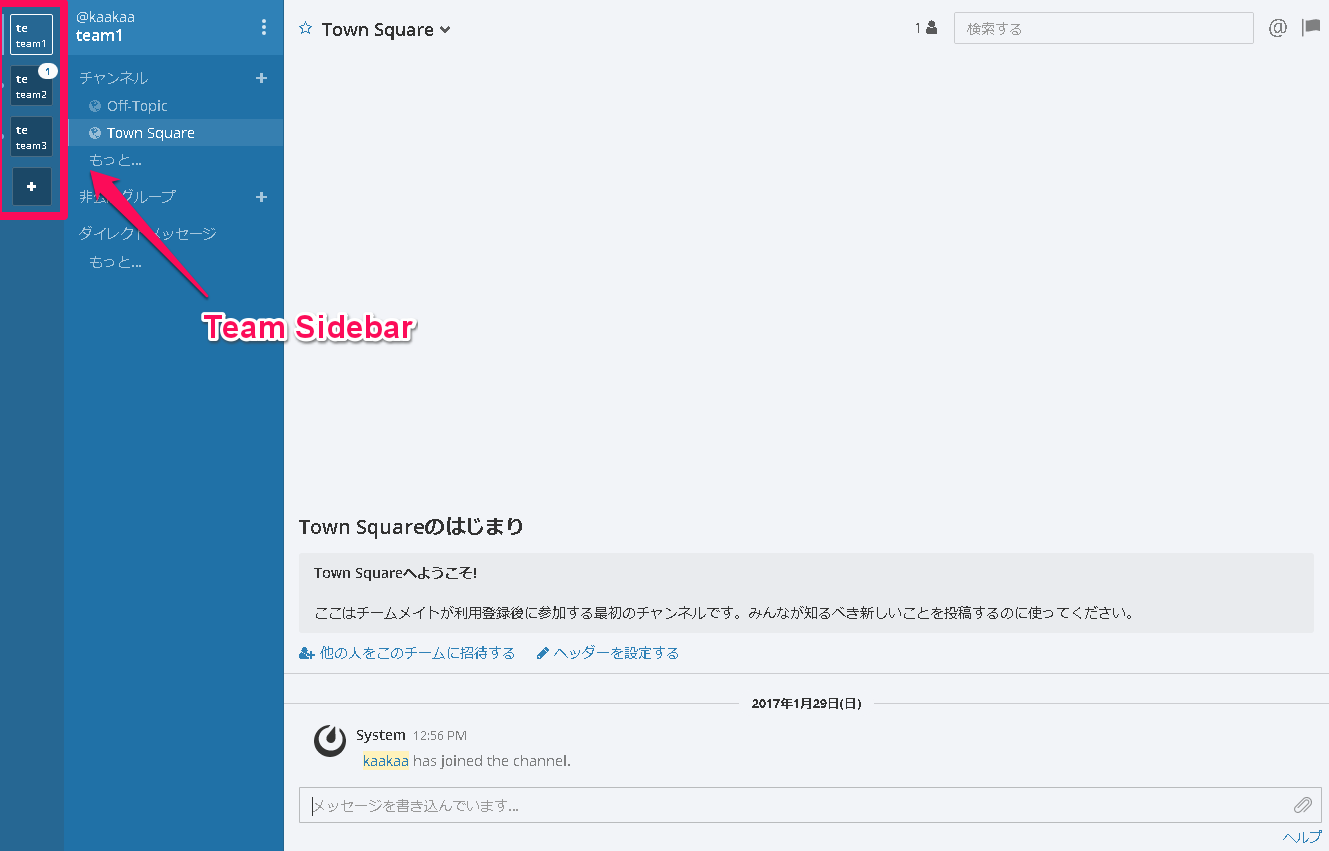 te
team1
te
1
team2
te
team3
+
@kaakaa
team1
チャンネル
+
Off-Topic
Town Square
もっと...
+
ダイレクトメッセージ
もっと...
Team Sidebar
Town Square
1
検索する
@
Town Squareのはじまり
Town Squareへようこそ!
ここはチームメイトが利用登録後に参加する最初のチャンネルです。みんなが知るべき新しいことを投稿するのに使ってください。
他の人をこのチームに招待する ヘッダーを設定する
2017年1月29日(日)
System 12:56 PM
kaakaa has joined the channel.
メッセージを書き込んでいます...
ヘルプ